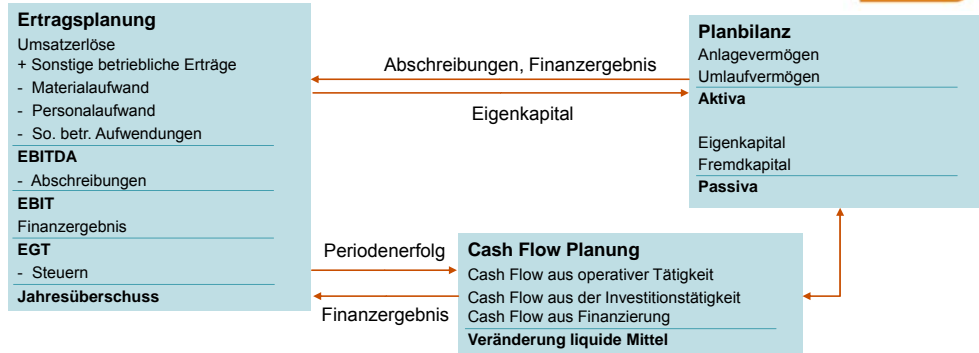 Ertragsplanung
Umsatzerlöse
+ Sonstige betriebliche Erträge
- Materialaufwand
- Personalaufwand
- So. betr. Aufwendungen
EBITDA
- Abschreibungen
EBIT
Finanzergebnis
EGT
- Steuern
Jahresüberschuss
Abschreibungen, Finanzergebnis
Eigenkapital
Planbilanz
Anlagevermögen
Umlaufvermögen
Aktiva
Eigenkapital
Fremdkapital
Passiva
Periodenerfolg
Finanzergebnis
Cash Flow Planung
Cash Flow aus operativer Tätigkeit
Cash Flow aus der Investitionstätigkeit
Cash Flow aus Finanzierung
Veränderung liquide Mittel